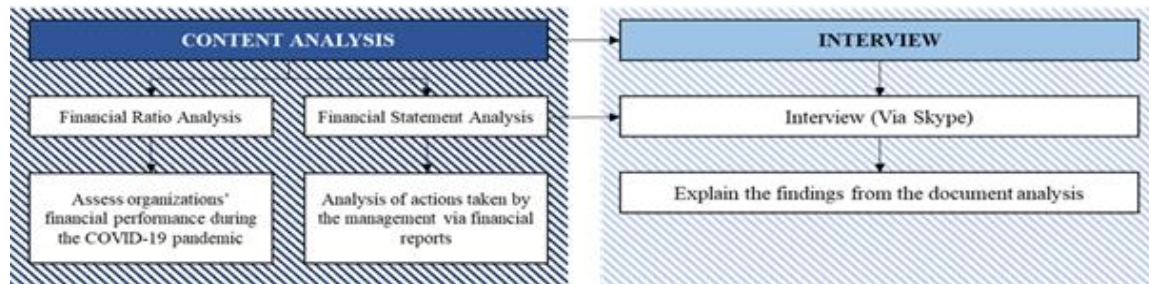 CONTENT ANALYSIS
INTERVIEW
Financial Ratio Analysis
Financial Statement Analysis
Interview (Via Skype)
Assess organizations'
financial performance during
the COVID-19 pandemic
Analysis of actions taken by
the management via financial
reports
Explain the findings from the document analysis